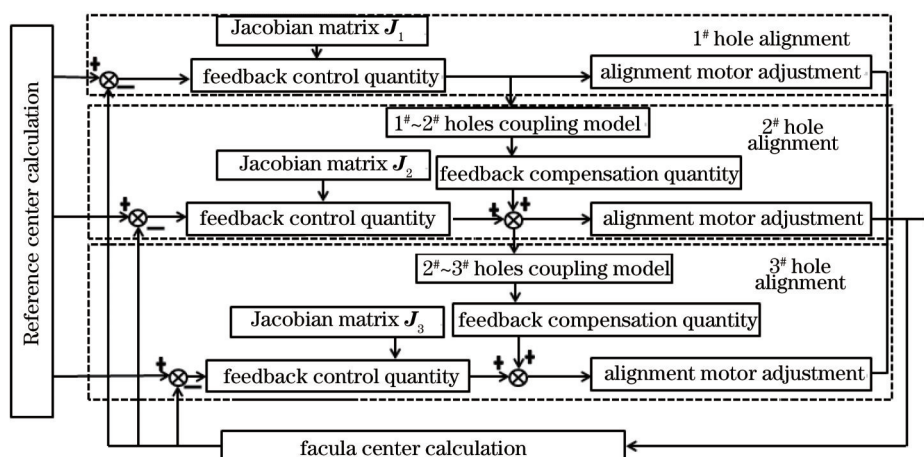 Reference center calculation
Jacobian matrix J₁
1# hole alignment
feedback control quantity
alignment motor adjustment
1#~2# holes coupling model
2# hole
alignment
Jacobian matrix J₂
feedback compensation quantity
feedback control quantity
alignment motor adjustment
2#~3# holes coupling model
3# hole
alignment
Jacobian matrix J₃
feedback compensation quantity
feedback control quantity
alignment motor adjustment
facula center calculation